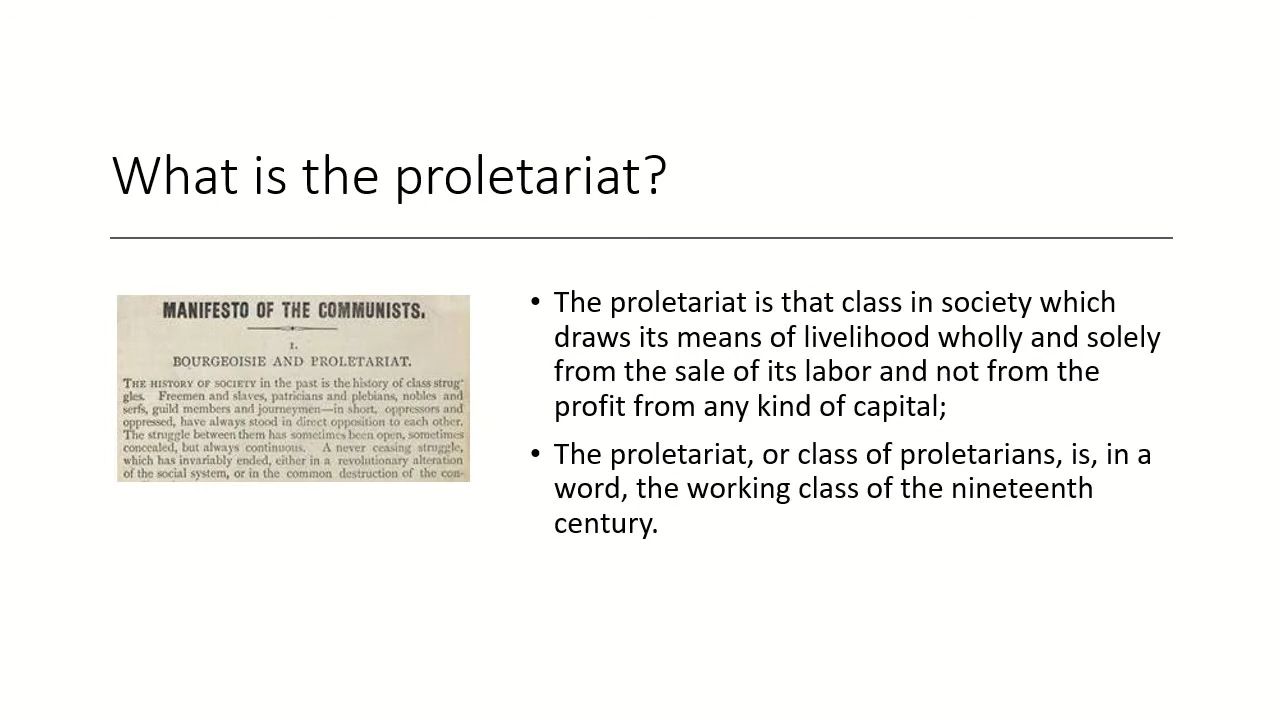 What is the proletariat?
MANIFESTO OF THE COMMUNISTS.
I.
BOURGEOISIE AND PROLETARIAT.
THE HISTORY OF SOCIETY in the past is the history of class strug-
gles. Freemen and slaves, patricians and plebians, nobles and
serfs, guild members and journeymen—in short, oppressors and
oppressed, have always stood in direct opposition to each other.
The struggle between them has sometimes been open, sometimes
concealed, but always continuous. A never ceasing struggle,
which has invariably ended, either in a revolutionary alteration
of the social system, or in the common destruction of the con-
• The proletariat is that class in society which
draws its means of livelihood wholly and solely
from the sale of its labor and not from the
profit from any kind of capital;
• The proletariat, or class of proletarians, is, in a
word, the working class of the nineteenth
century.